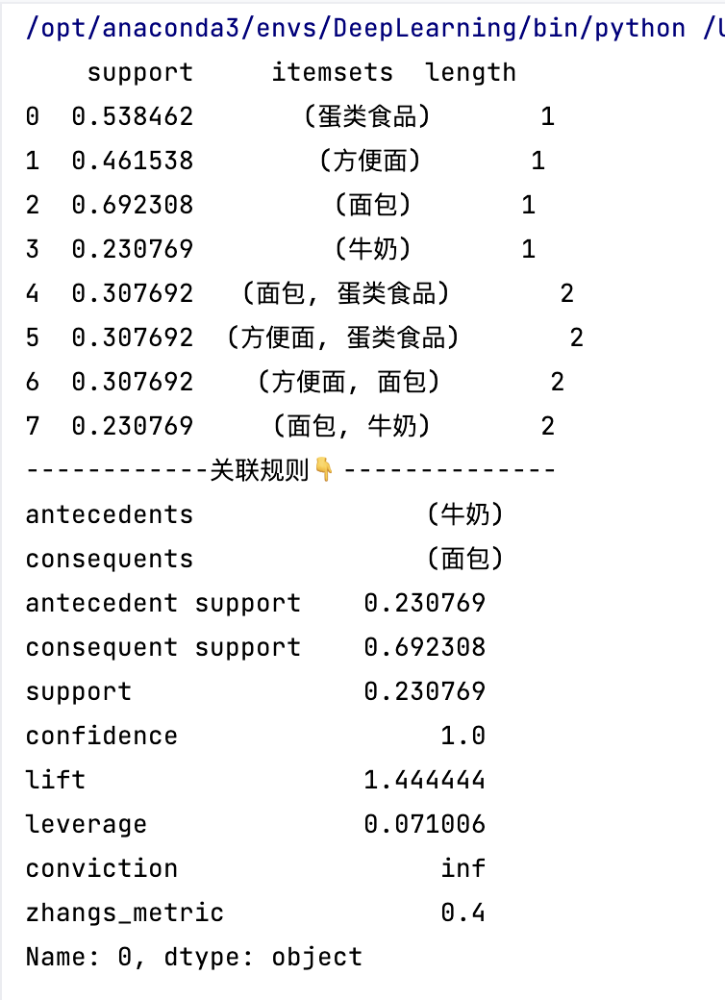 /opt/anaconda3/envs/DeepLearning/bin/python /
support itemsets length
0 0.538462 (蛋类食品) 1
1 0.461538 (方便面) 1
2 0.692308 (面包) 1
3 0.230769 (牛奶) 1
4 0.307692 (面包, 蛋类食品) 2
5 0.307692 (方便面, 蛋类食品) 2
6 0.307692 (方便面, 面包) 2
7 0.230769 (面包, 牛奶) 2
------------关联规则👇--------------
antecedents (牛奶)
consequents (面包)
antecedent support 0.230769
consequent support 0.692308
support 0.230769
confidence 1.0
lift 1.444444
leverage 0.071006
conviction inf
zhangs_metric 0.4
Name: 0, dtype: object